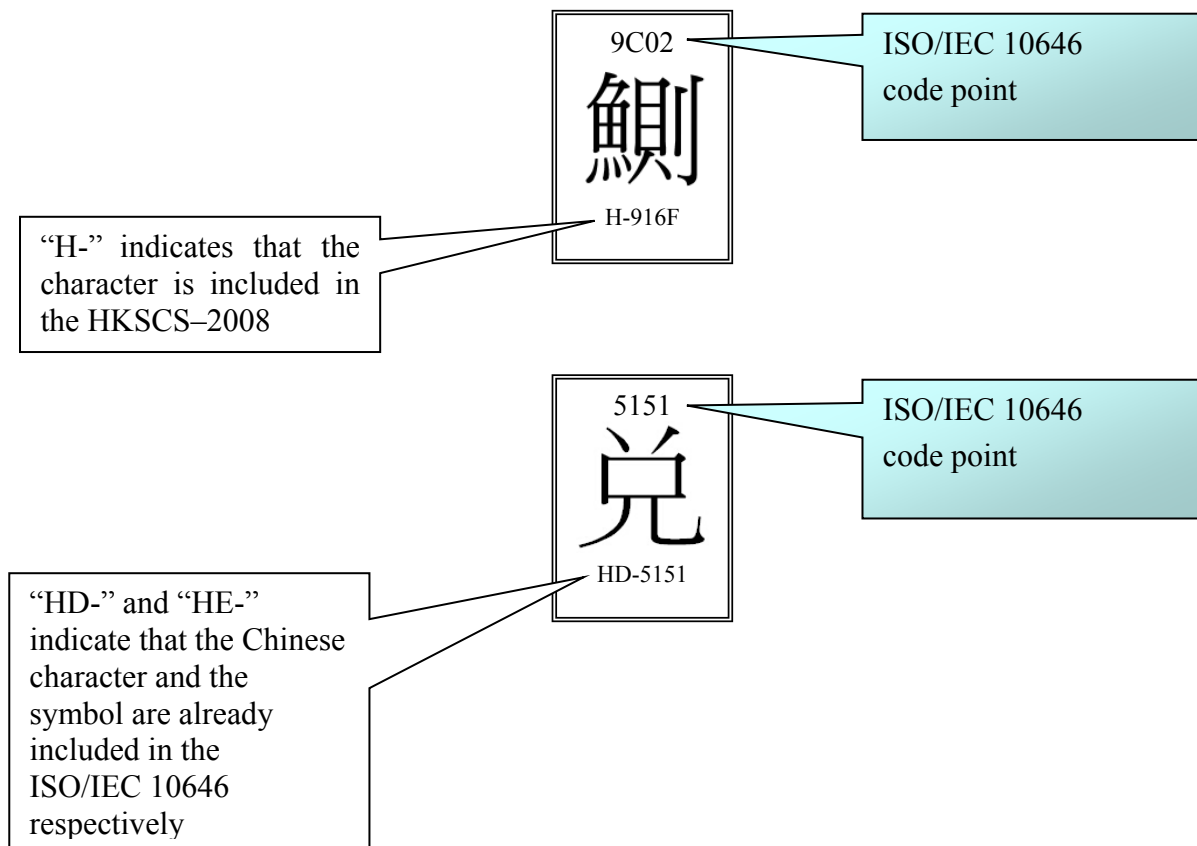 9C02
鰂
H-916F
ISO/IEC 10646
code point
“H-” indicates that the
character is included in
the HKSCS–2008
5151
兑
HD-5151
ISO/IEC 10646
code point
“HD-” and “HE-”
indicate that the Chinese
character and the
symbol are already
included in the
ISO/IEC 10646
respectively